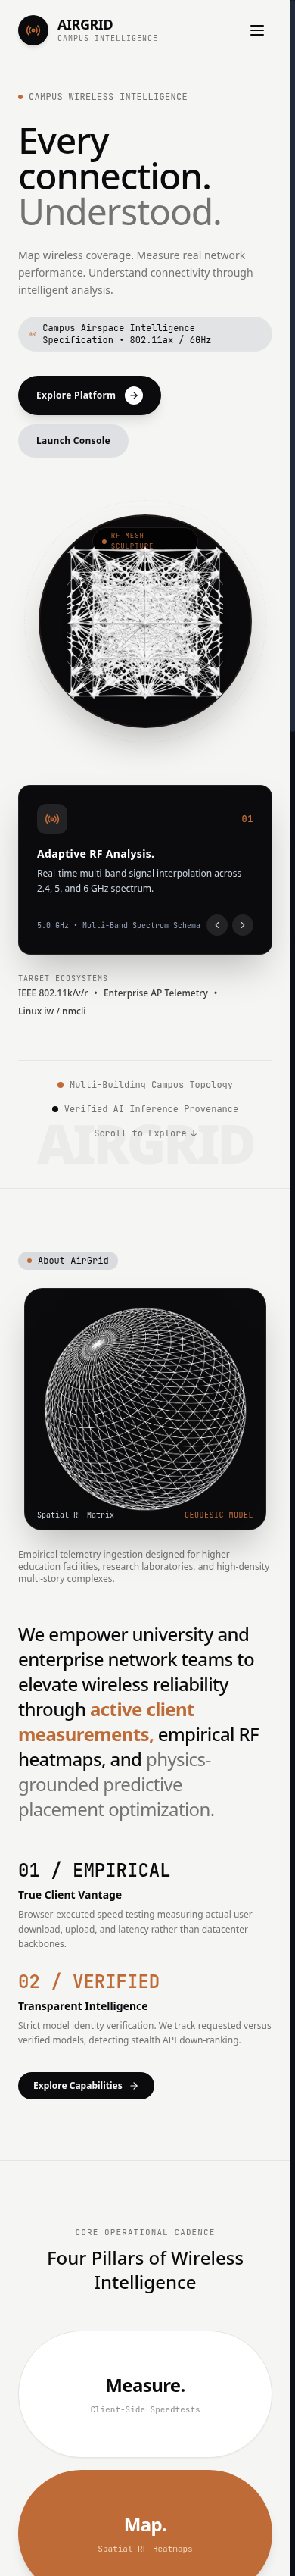 AIRGRID
CAMPUS INTELLIGENCE
CAMPUS WIRELESS INTELLIGENCE
Every
connection.
Understood.
Map wireless coverage. Measure real network
performance. Understand connectivity through
intelligent analysis.
Campus Airspace Intelligence
Specification • 802.11ax / 6GHz
Explore Platform
Launch Console
RF MESH
SCULPTURE
01
Adaptive RF Analysis.
Real-time multi-band signal interpolation across
2.4, 5, and 6 GHz spectrum.
5.0 GHz • Multi-Band Spectrum Schema
TARGET ECOSYSTEMS
IEEE 802.11k/v/r • Enterprise AP Telemetry •
Linux iw / nmcli
Multi-Building Campus Topology
Verified AI Inference Provenance
Scroll to Explore ↓
AIRGRID
About AirGrid
Spatial RF Matrix GEODESIC MODEL
Empirical telemetry ingestion designed for higher
education facilities, research laboratories, and high-density
multi-story complexes.
We empower university and
enterprise network teams to
elevate wireless reliability
through active client
measurements, empirical RF
heatmaps, and physics-
grounded predictive
placement optimization.
01 / EMPIRICAL
True Client Vantage
Browser-executed speed testing measuring actual user
download, upload, and latency rather than datacenter
backbones.
02 / VERIFIED
Transparent Intelligence
Strict model identity verification. We track requested versus
verified models, detecting stealth API down-ranking.
Explore Capabilities →
CORE OPERATIONAL CADENCE
Four Pillars of Wireless
Intelligence
Measure.
Client-Side Speedtests
Map.
Spatial RF Heatmaps